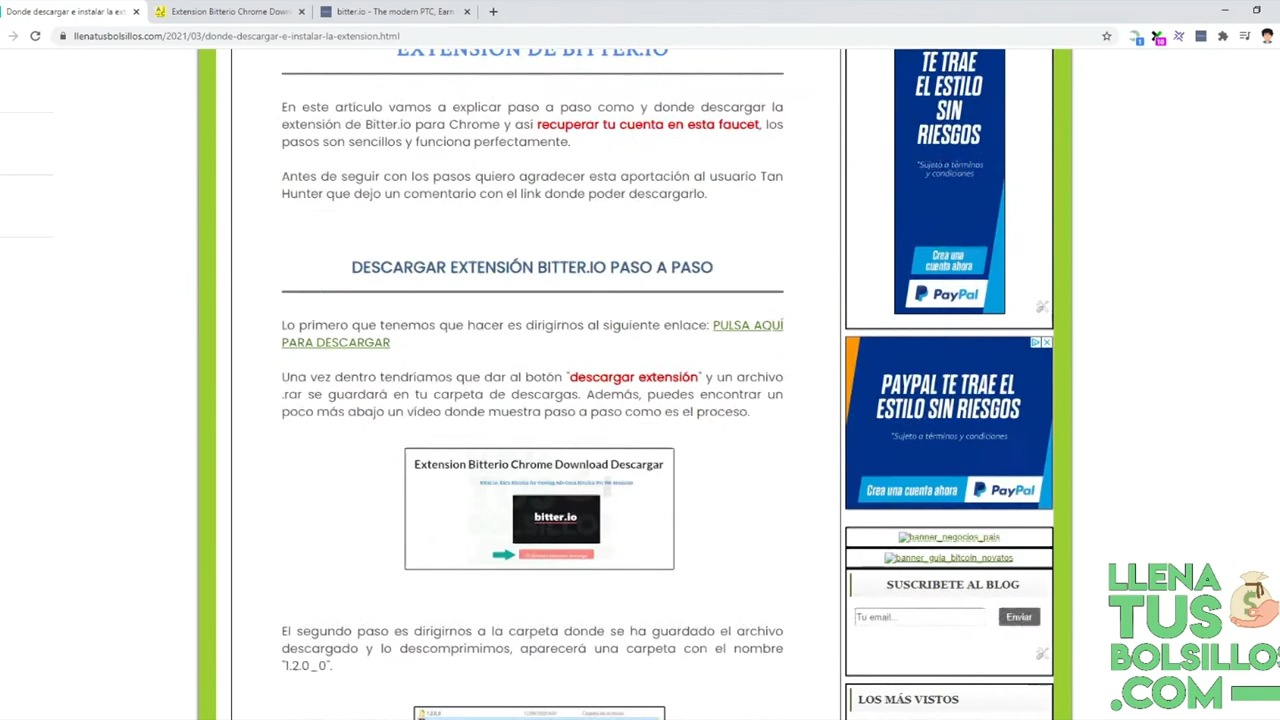 Donde descargar e instalar la ext
Extension Bitterio Chrome Down
bitter.io - The modern PTC, Earn
llenatusbolsillos.com/2021/03/donde-descargar-e-instalar-la-extension.html
EXTENSIÓN DE BITTER.IO
En este artículo vamos a explicar paso a paso como y donde descargar la
extensión de Bitter.io para Chrome y así recuperar tu cuenta en esta faucet, los
pasos son sencillos y funciona perfectamente.
Antes de seguir con los pasos quiero agradecer esta aportación al usuario Tan
Hunter que dejo un comentario con el link donde poder descargarlo.
DESCARGAR EXTENSIÓN BITTER.IO PASO A PASO
Lo primero que tenemos que hacer es dirigirnos al siguiente enlace: PULSA AQUÍ
PARA DESCARGAR
Una vez dentro tendríamos que dar al botón "descargar extensión" y un archivo
.rar se guardará en tu carpeta de descargas. Además, puedes encontrar un
poco más abajo un vídeo donde muestra paso a paso como es el proceso.
Extension Bitterio Chrome Download Descargar
bitter.io
El segundo paso es dirigirnos a la carpeta donde se ha guardado el archivo
descargado y lo descomprimimos, aparecerá una carpeta con el nombre
"1.2.0_0".
TE TRAE
EL ESTILO
SIN
RIESGOS
*Sujeto a términos
y condiciones
Crea una
cuenta ahora
PayPal
PAYPAL TE TRAE EL
ESTILO SIN RIESGOS
*Sujeto a términos y condiciones
Crea una cuenta ahora
PayPal
banner_negocios_pais
banner_guia_bitcoin_novatos
SUSCRIBETE AL BLOG
Tu email...
Enviar
LOS MÁS VISTOS
LLENA
TUS
BOLSILLOS
.COM